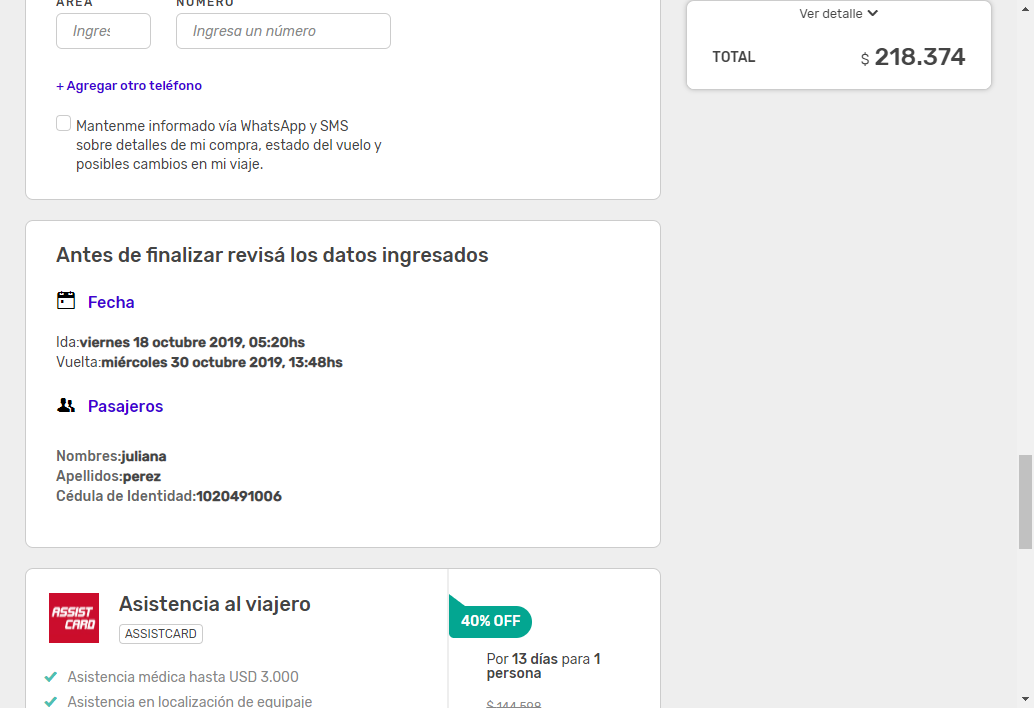 ÁREA
NÚMERO
Ingres
Ingresa un número
+ Agregar otro teléfono
Mantenme informado vía WhatsApp y SMS
sobre detalles de mi compra, estado del vuelo y
posibles cambios en mi viaje.
Ver detalle
TOTAL
$ 218.374
Antes de finalizar revisá los datos ingresados
Fecha
Ida:viernes 18 octubre 2019, 05:20hs
Vuelta:miércoles 30 octubre 2019, 13:48hs
Pasajeros
Nombres:juliana
Apellidos:perez
Cédula de Identidad:1020491006
ASSIST
CARD
Asistencia al viajero
ASSISTCARD
Asistencia médica hasta USD 3.000
Asistencia en localización de equipaje
40% OFF
Por 13 días para 1
persona
$ 144.598